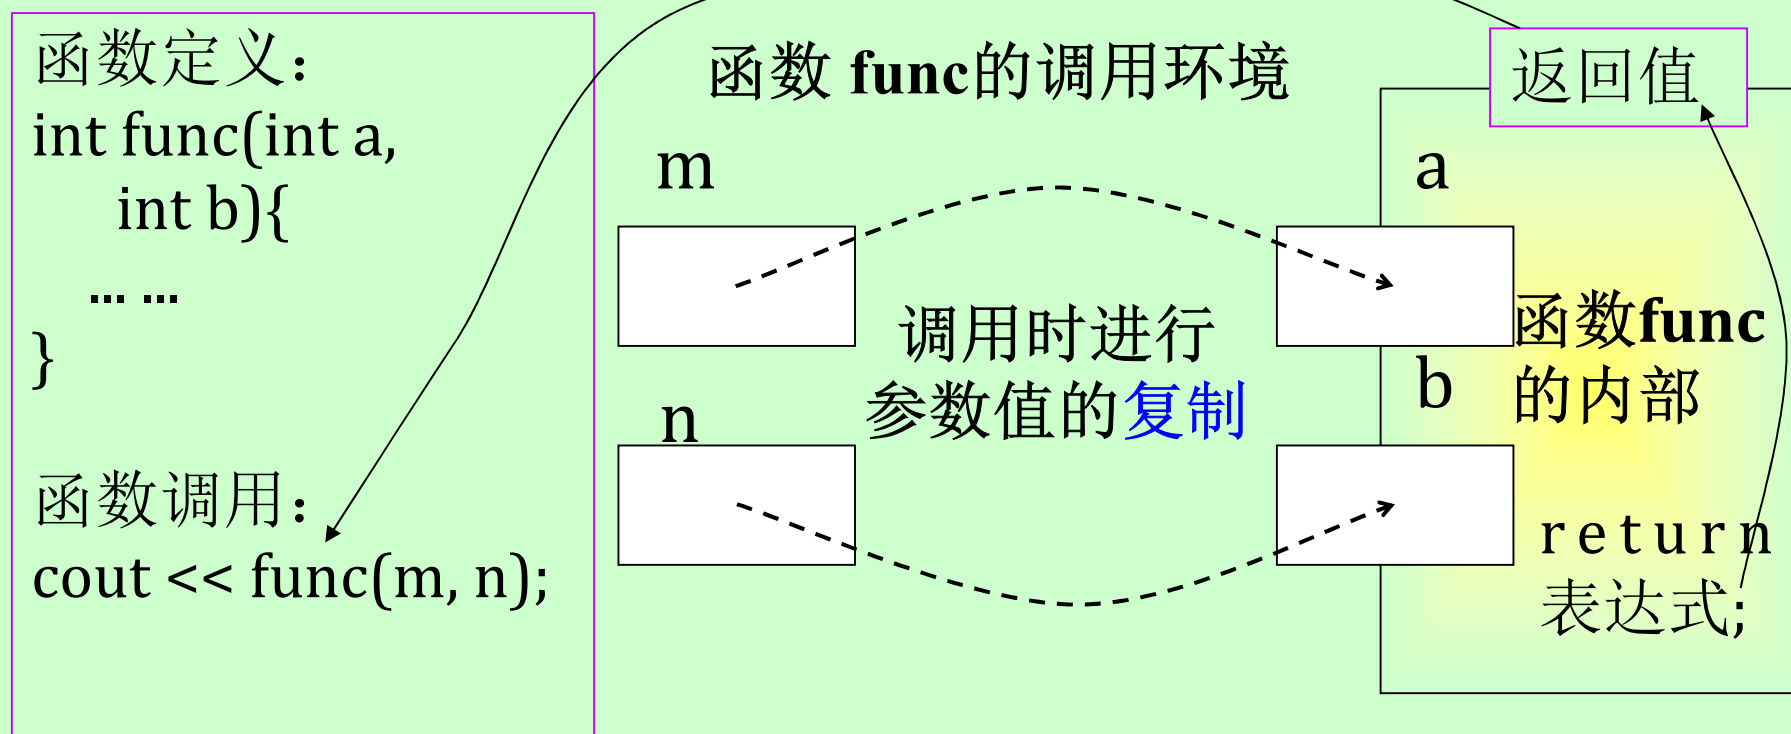 函数定义：
int func(int a,
int b){
... ...
}
函数调用：
cout << func(m, n);
函数 func的调用环境
m
n
调用时进行
参数值的复制
返回值
a
b
函数func
的内部
return
表达式;